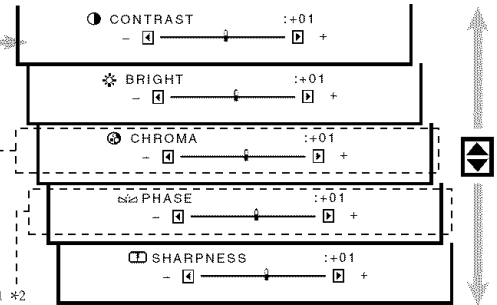 CONTRAST :+01
− +
BRIGHT :+01
− +
CHROMA :+01
− +
PHASE :+01
− +
SHARPNESS :+01
− +
*2